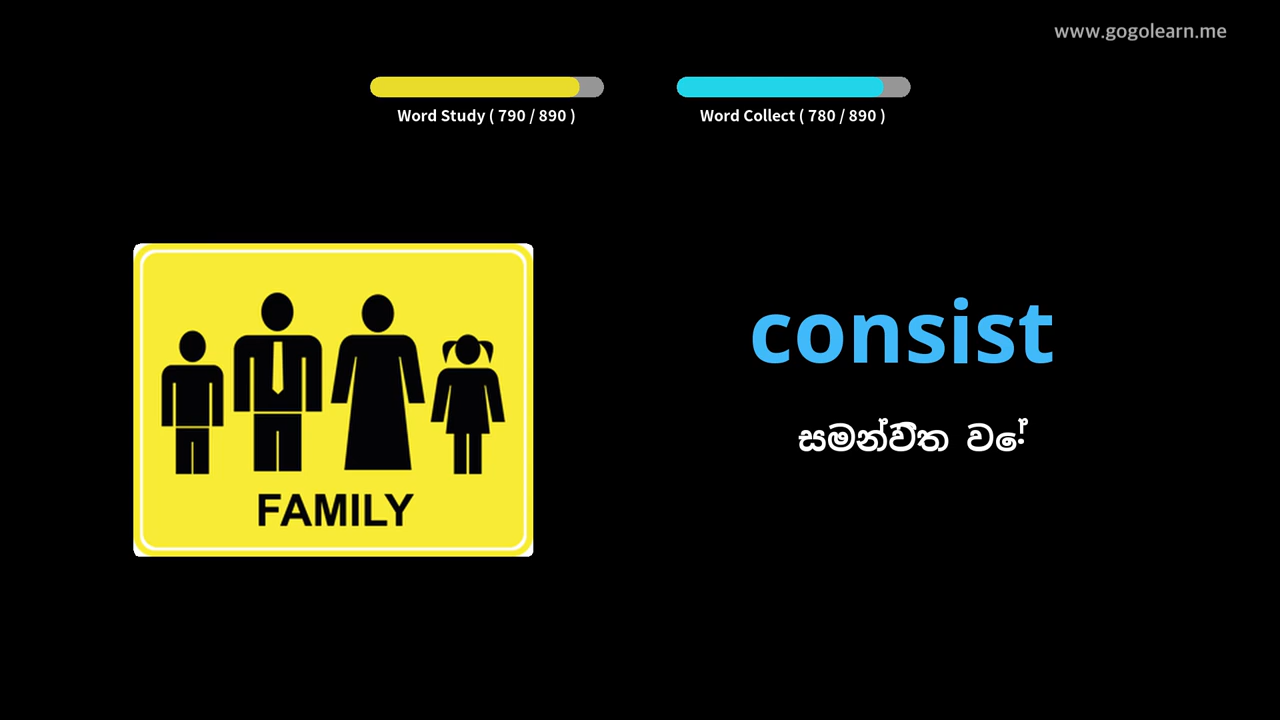 www.gogolearn.me
Word Study ( 790 / 890 )
Word Collect ( 780 / 890 )
FAMILY
consist
සමන්විත වේ.